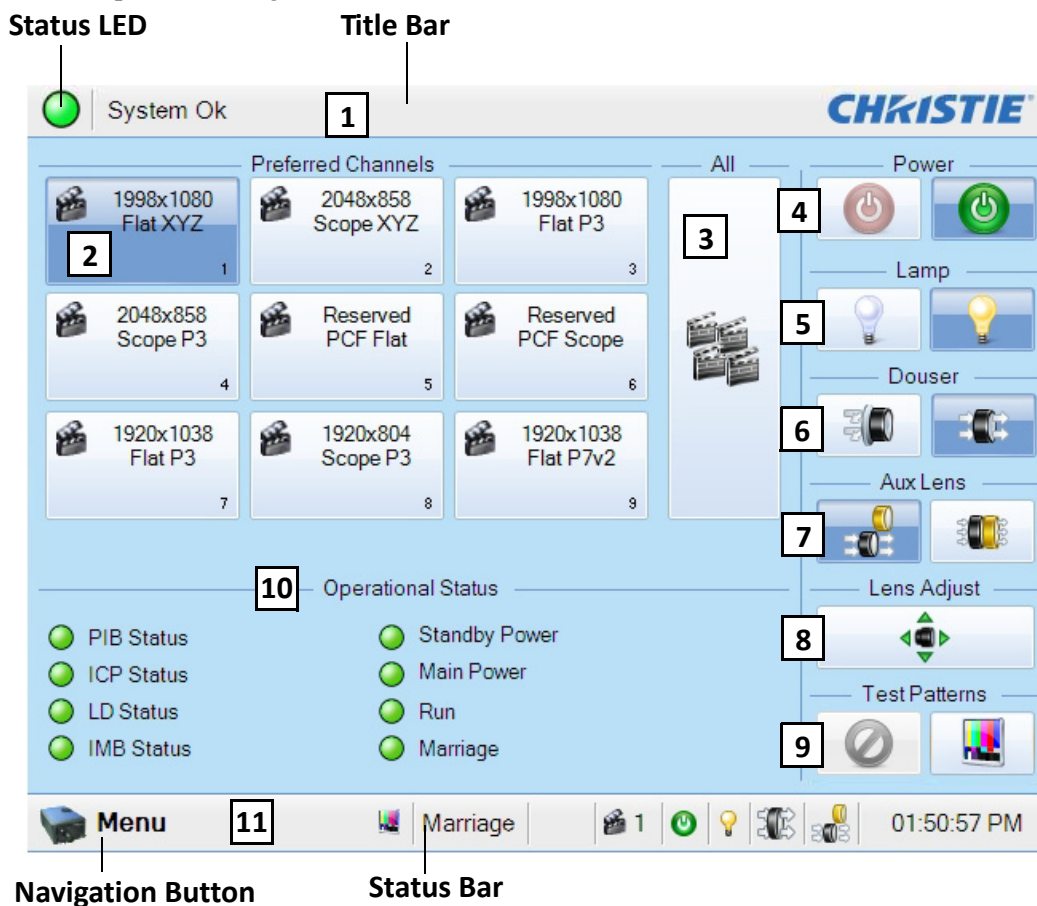 Status LED
Title Bar
System Ok
1
CHRISTIE
Preferred Channels
All
Power
1998x1080
Flat XYZ
2
1
2048x858
Scope XYZ
2
1998x1080
Flat P3
3
3
4
Lamp
2048x858
Scope P3
4
Reserved
PCF Flat
5
Reserved
PCF Scope
6
5
Douser
6
1920x1038
Flat P3
7
1920x804
Scope P3
8
1920x1038
Flat P7v2
9
Aux Lens
7
10
Operational Status
Lens Adjust
PIB Status
Standby Power
8
ICP Status
Main Power
LD Status
Run
Test Patterns
IMB Status
Marriage
9
Menu
11
Marriage
1
01:50:57 PM
Navigation Button
Status Bar